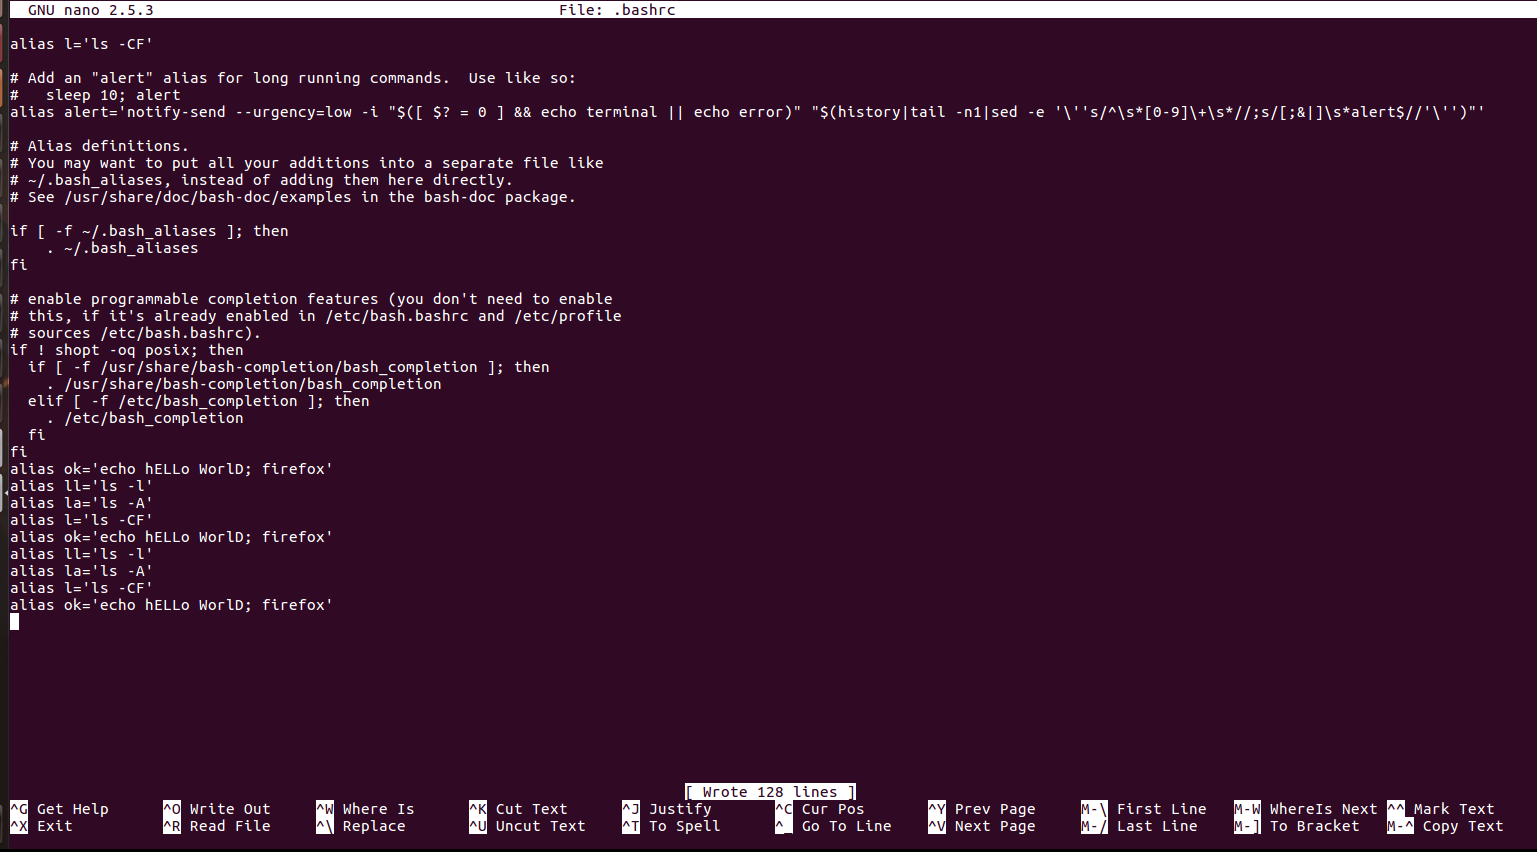 GNU nano 2.5.3 File: .bashrc
alias l='ls -CF'
# Add an "alert" alias for long running commands.  Use like so:
#   sleep 10; alert
alias alert='notify-send --urgency=low -i "$([ $? = 0 ] && echo terminal || echo error)" "$(history|tail -n1|sed -e '\''s/^\s*[0-9]\+\s*//;s/[;&|]\s*alert$//'\'')"'
# Alias definitions.
# You may want to put all your additions into a separate file like
# ~/.bash_aliases, instead of adding them here directly.
# See /usr/share/doc/bash-doc/examples in the bash-doc package.
if [ -f ~/.bash_aliases ]; then
    . ~/.bash_aliases
fi
# enable programmable completion features (you don't need to enable
# this, if it's already enabled in /etc/bash.bashrc and /etc/profile
# sources /etc/bash.bashrc).
if ! shopt -oq posix; then
  if [ -f /usr/share/bash-completion/bash_completion ]; then
    . /usr/share/bash-completion/bash_completion
  elif [ -f /etc/bash_completion ]; then
    . /etc/bash_completion
  fi
fi
alias ok='echo hELLo WorlD; firefox'
alias ll='ls -l'
alias la='ls -A'
alias l='ls -CF'
alias ok='echo hELLo WorlD; firefox'
alias ll='ls -l'
alias la='ls -A'
alias l='ls -CF'
alias ok='echo hELLo WorlD; firefox'
[ Wrote 128 lines ]
^G Get Help ^O Write Out ^W Where Is ^K Cut Text ^J Justify ^C Cur Pos ^Y Prev Page M-\ First Line M-W WhereIs Next ^^ Mark Text
^X Exit ^R Read File ^\ Replace ^U Uncut Text ^T To Spell ^_ Go To Line ^V Next Page M-/ Last Line M-] To Bracket M-^ Copy Text